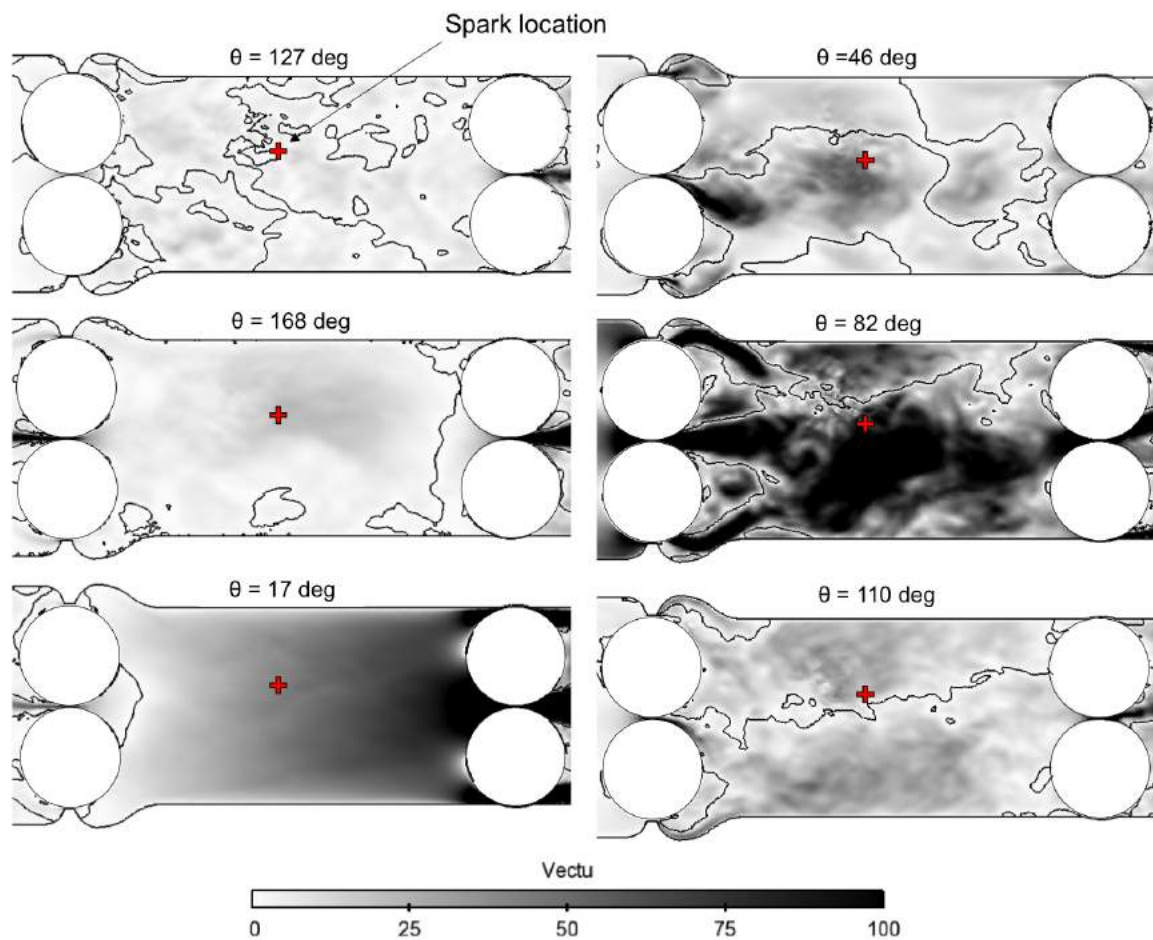 Spark location
θ = 127 deg
θ =46 deg
θ = 168 deg
θ = 82 deg
θ = 17 deg
θ = 110 deg
Vectu
0 25 50 75 100